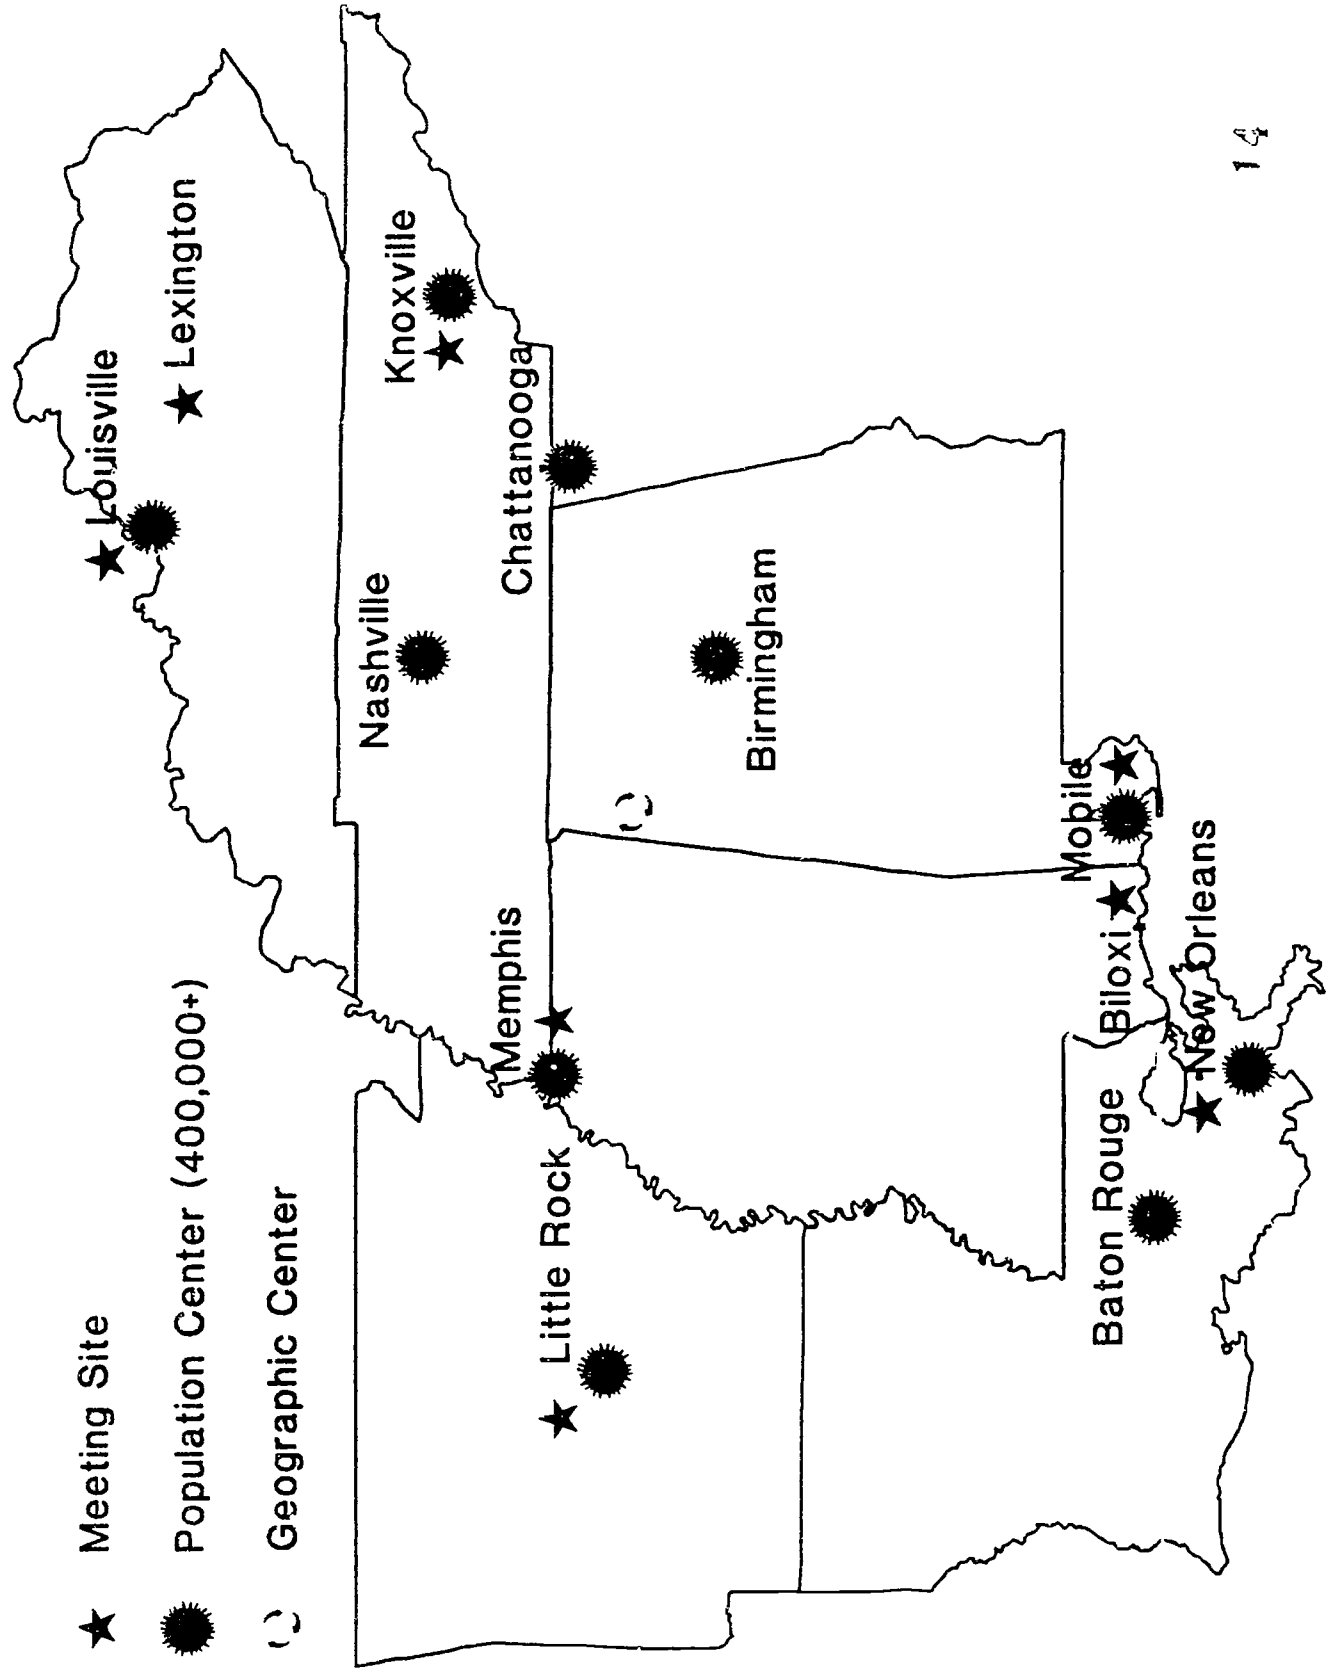 Meeting Site
Population Center (400,000+)
Geographic Center
Louisville
Lexington
Knoxville
Nashville
Chattanooga
Memphis
Little Rock
Birmingham
Mobile
Biloxi
New Orleans
Baton Rouge
14